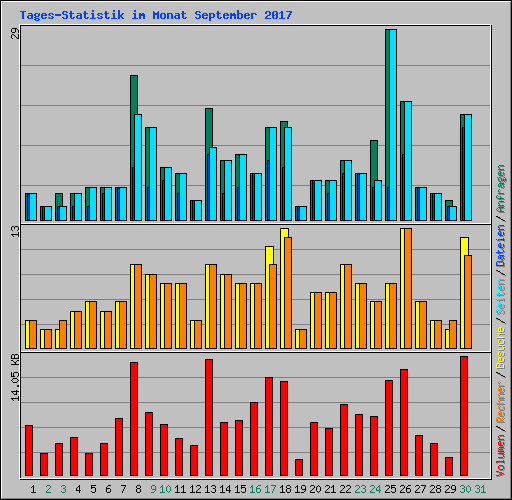 Tages-Statistik im Monat September 2017
29
13
14.05 KB
Volumen / Rechner / Besuche / Seiten / Dateien / Anfragen
1 2 3 4 5 6 7 8 9 10 11 12 13 14 15 16 17 18 19 20 21 22 23 24 25 26 27 28 29 30 31